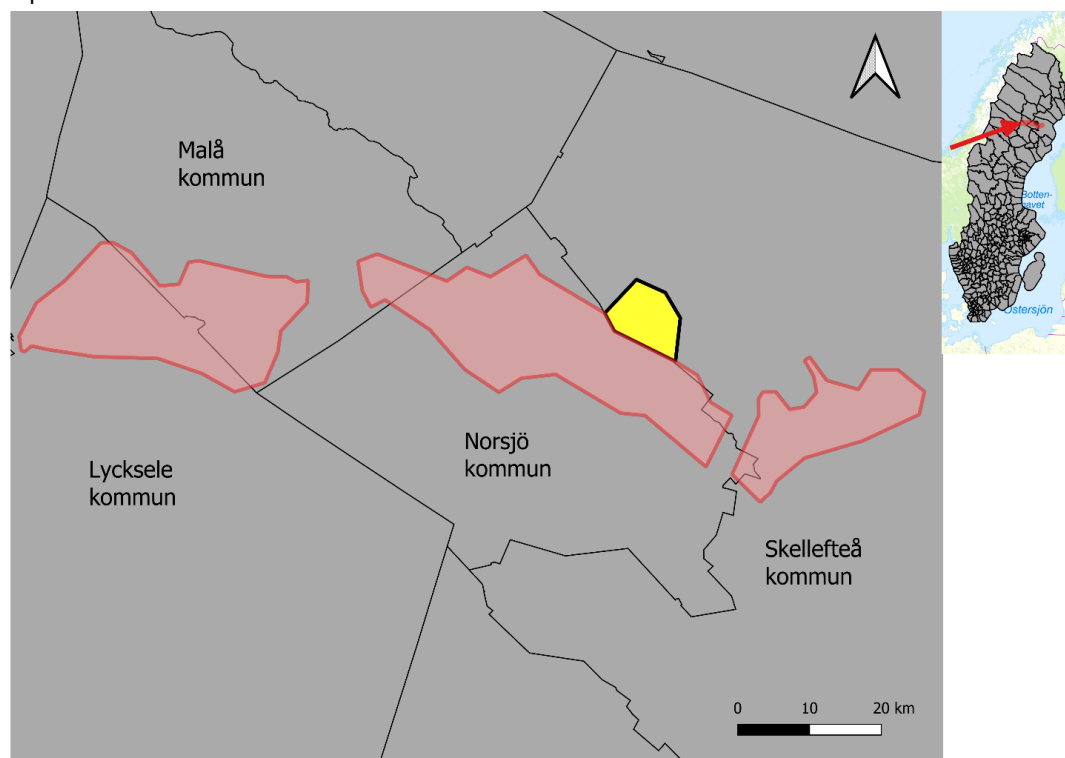 Malå
kommun
Norsjö
kommun
Lycksele
kommun
Skellefteå
kommun
0 10 20 km
Botten-
havet
Östersjön